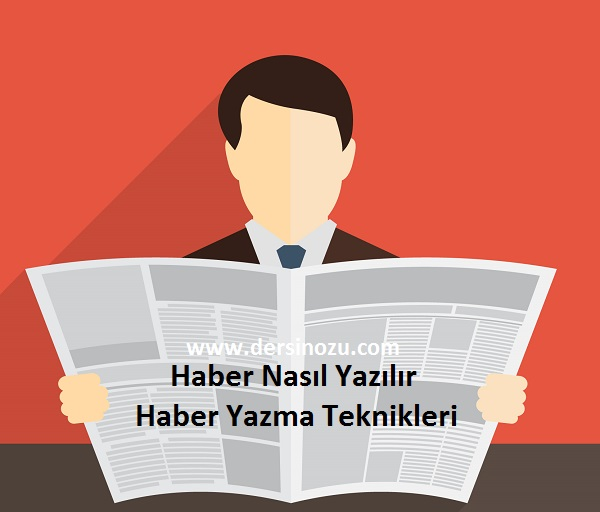 www.dersinozu.com
Haber Nasıl Yazılır
Haber Yazma Teknikleri